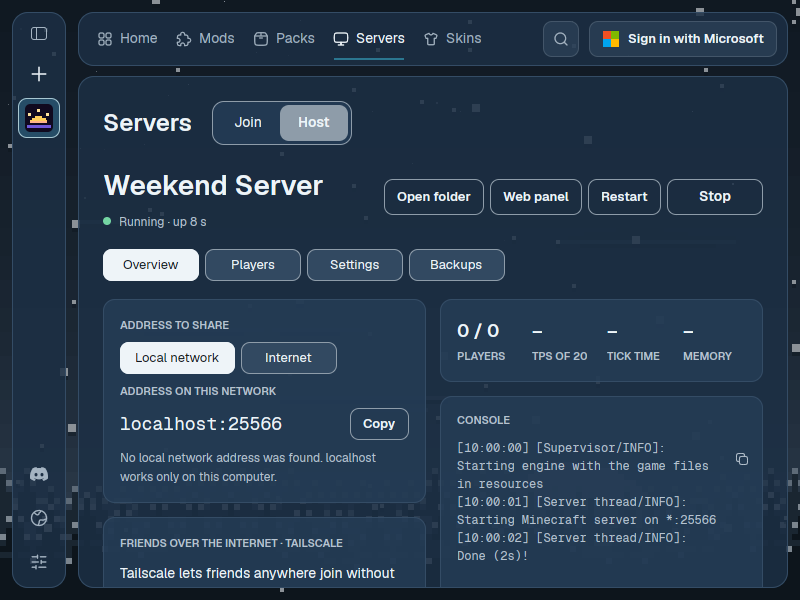 Home
Mods
Packs
Servers
Skins
Sign in with Microsoft
Servers
Join
Host
Weekend Server
Running · up 8 s
Open folder
Web panel
Restart
Stop
Overview
Players
Settings
Backups
ADDRESS TO SHARE
Local network
Internet
ADDRESS ON THIS NETWORK
localhost:25566
Copy
No local network address was found. localhost
works only on this computer.
FRIENDS OVER THE INTERNET · TAILSCALE
Tailscale lets friends anywhere join without
0 / 0
–
–
–
PLAYERS
TPS OF 20
TICK TIME
MEMORY
CONSOLE
[10:00:00] [Supervisor/INFO]:
Starting engine with the game files
in resources
[10:00:01] [Server thread/INFO]:
Starting Minecraft server on *:25566
[10:00:02] [Server thread/INFO]:
Done (2s)!